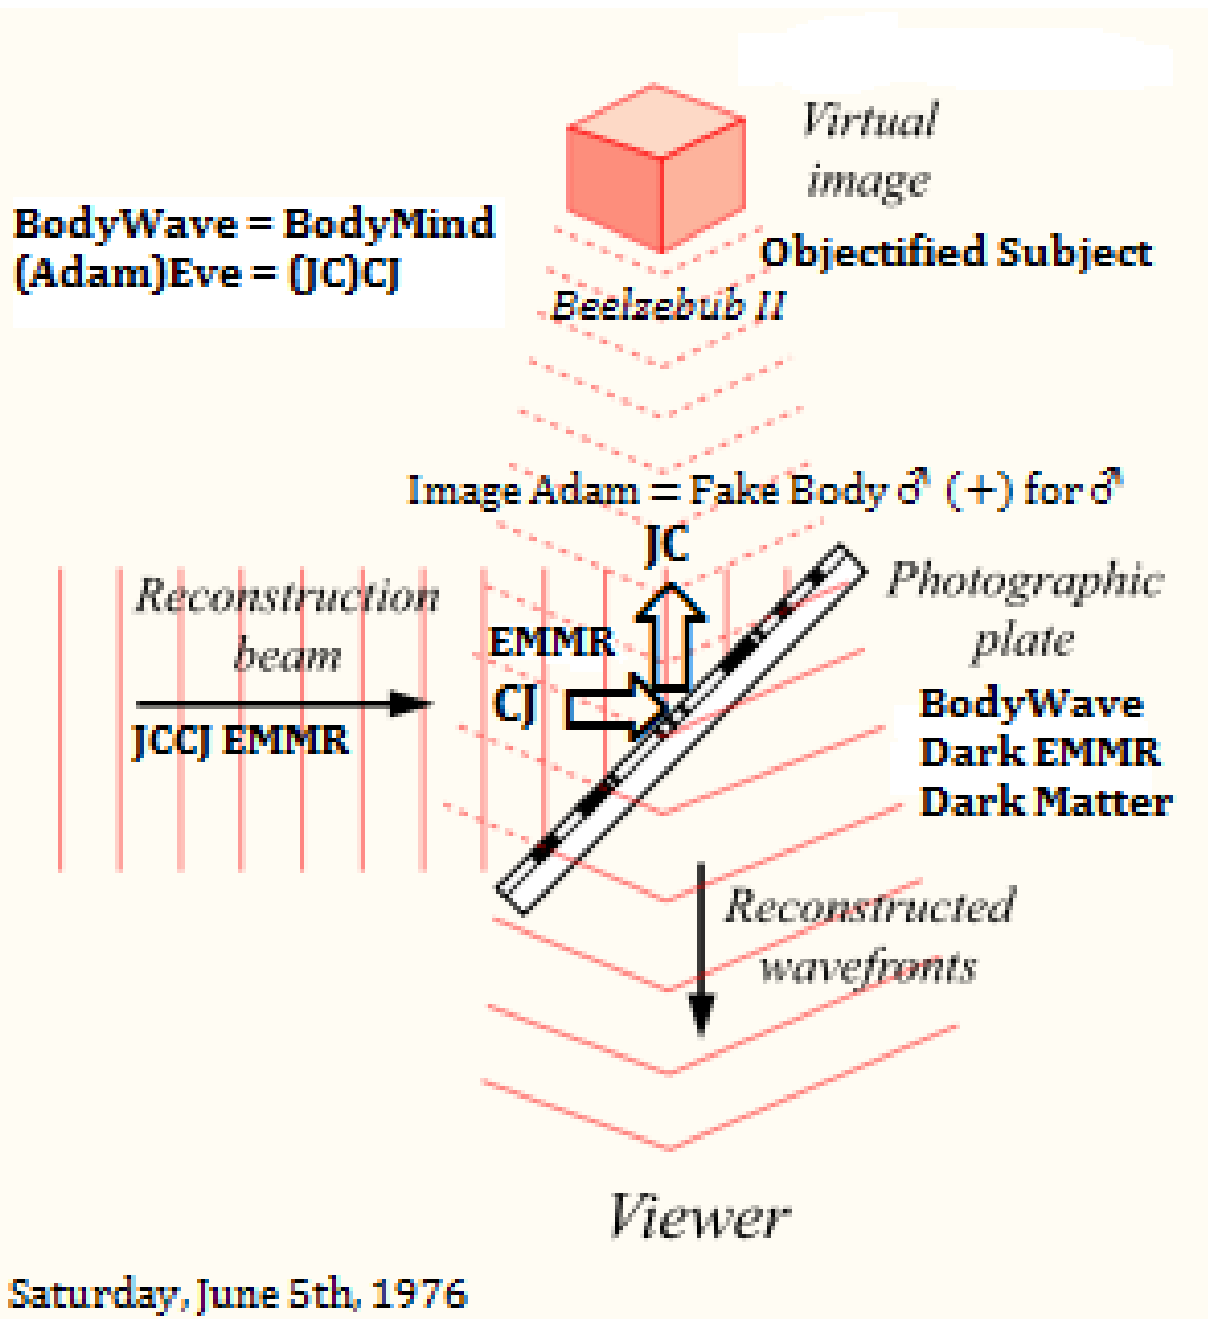 Virtual
image
BodyWave = BodyMind
(Adam)Eve = (JC)CJ
Objectified Subject
Beelzebub II
Image Adam = Fake Body ♂ (+) for ♂
JC
Reconstruction
beam
Photographic
plate
EMMR
CJ
JCCJ EMMR
BodyWave
Dark EMMR
Dark Matter
Reconstructed
wavefronts
Viewer
Saturday, June 5th, 1976